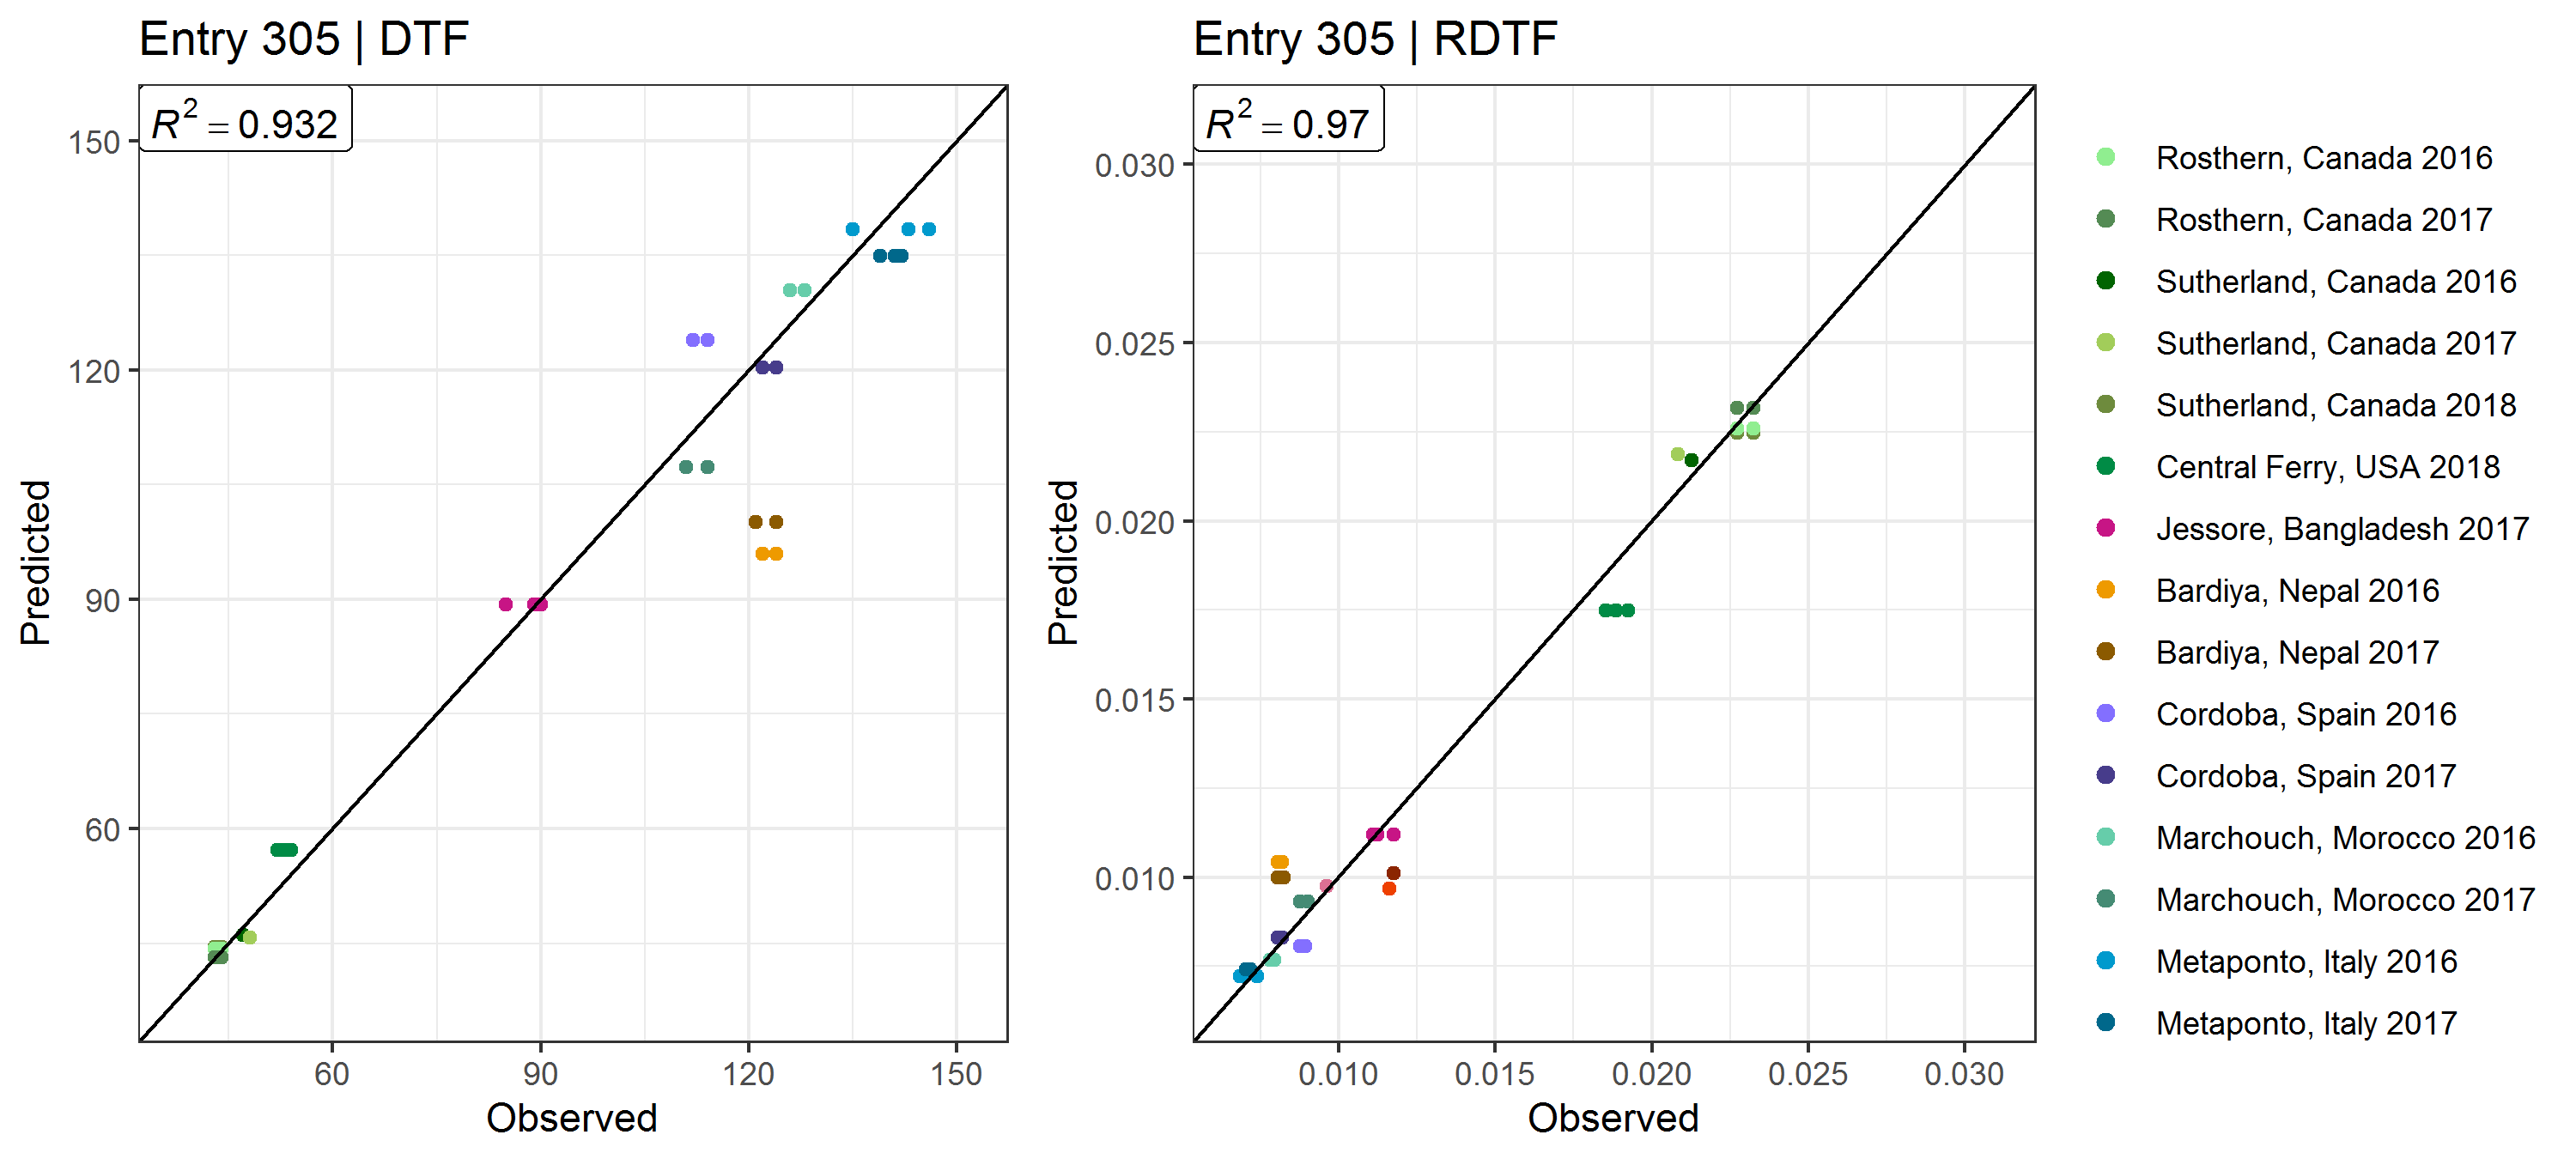 Entry 305 | DTF
R² = 0.932
150
120
90
60
Predicted
60 90 120 150
Observed
Entry 305 | RDTF
R² = 0.97
0.030
0.025
0.020
0.015
0.010
Predicted
0.010 0.015 0.020 0.025 0.030
Observed
Rosthern, Canada 2016
Rosthern, Canada 2017
Sutherland, Canada 2016
Sutherland, Canada 2017
Sutherland, Canada 2018
Central Ferry, USA 2018
Jessore, Bangladesh 2017
Bardiya, Nepal 2016
Bardiya, Nepal 2017
Cordoba, Spain 2016
Cordoba, Spain 2017
Marchouch, Morocco 2016
Marchouch, Morocco 2017
Metaponto, Italy 2016
Metaponto, Italy 2017